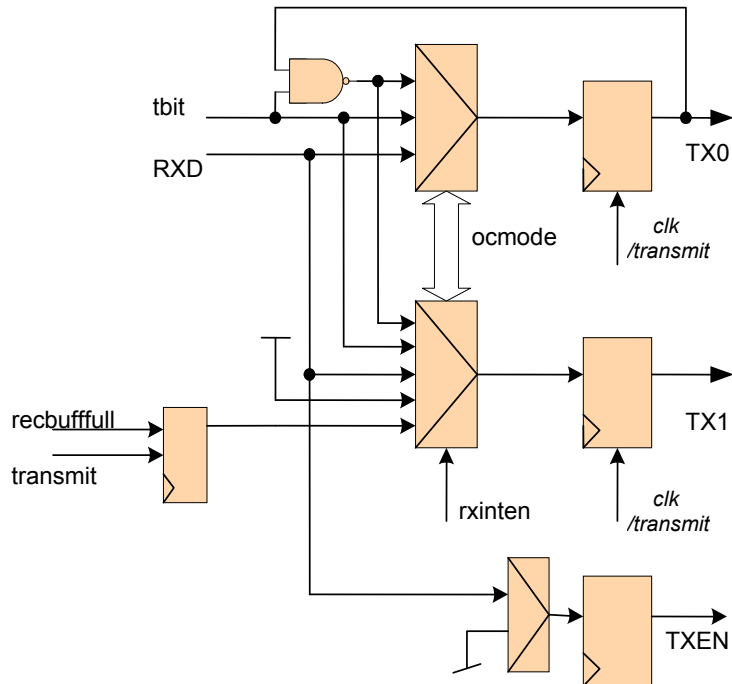 tbit
RXD
TX0
clk
/transmit
ocmode
recbufffull
transmit
TX1
rxinten
clk
/transmit
TXEN